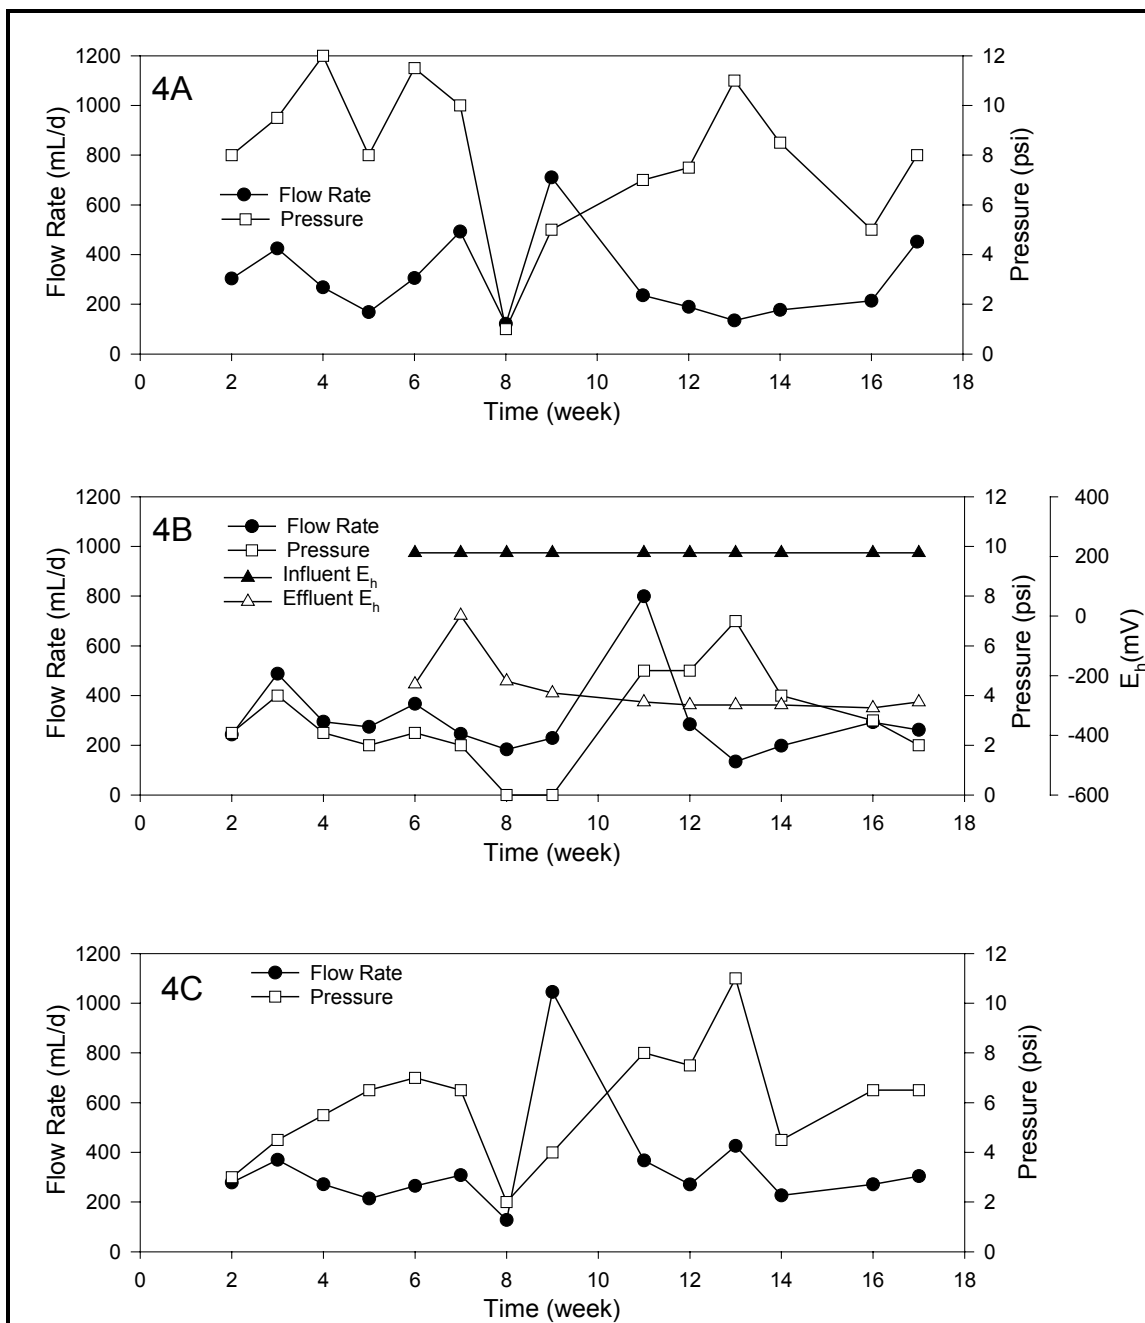 4A
Flow Rate (mL/d)
1200
1000
800
600
400
200
0
Flow Rate
Pressure
12
10
8
6
4
2
0
Pressure (psi)
0 2 4 6 8 10 12 14 16 18
Time (week)
4B
Flow Rate (mL/d)
1200
1000
800
600
400
200
0
Flow Rate
Pressure
Influent Eh
Effluent Eh
12
10
8
6
4
2
0
Pressure (psi)
400
200
0
-200
-400
-600
Eh(mV)
0 2 4 6 8 10 12 14 16 18
Time (week)
4C
Flow Rate (mL/d)
1200
1000
800
600
400
200
0
Flow Rate
Pressure
12
10
8
6
4
2
0
Pressure (psi)
0 2 4 6 8 10 12 14 16 18
Time (week)